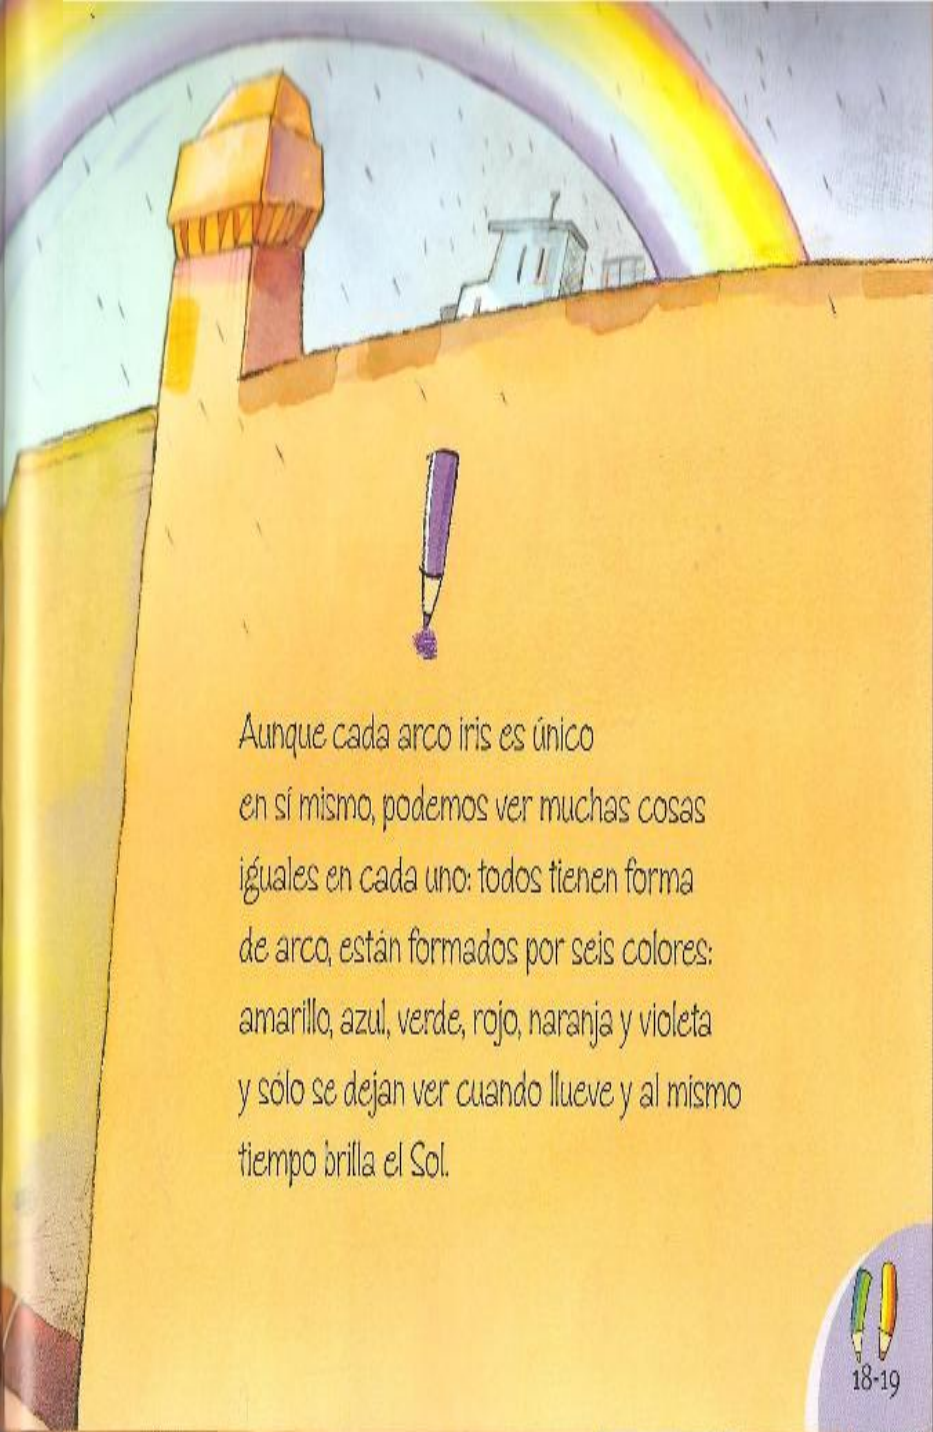 Aunque cada arco iris es único
en sí mismo, podemos ver muchas cosas
iguales en cada uno: todos tienen forma
de arco, están formados por seis colores:
amarillo, azul, verde, rojo, naranja y violeta
y sólo se dejan ver cuando llueve y al mismo
tiempo brilla el Sol.
18-19